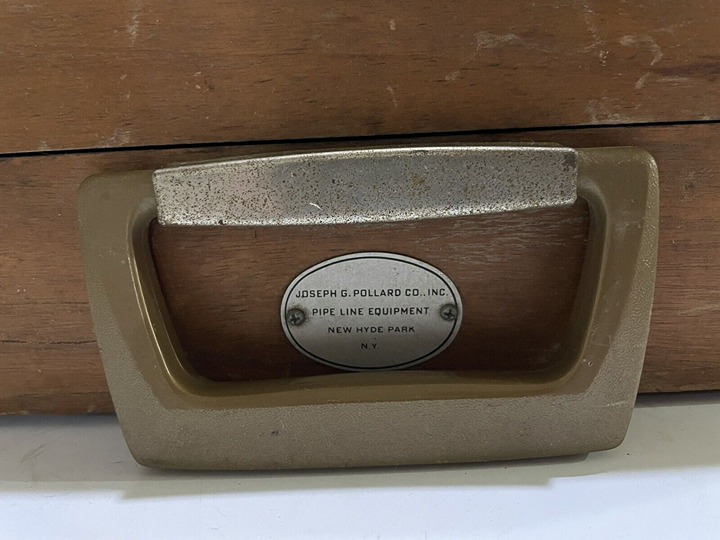 JOSEPH G. POLLARD CO., INC.
PIPE LINE EQUIPMENT
NEW HYDE PARK
N.Y.